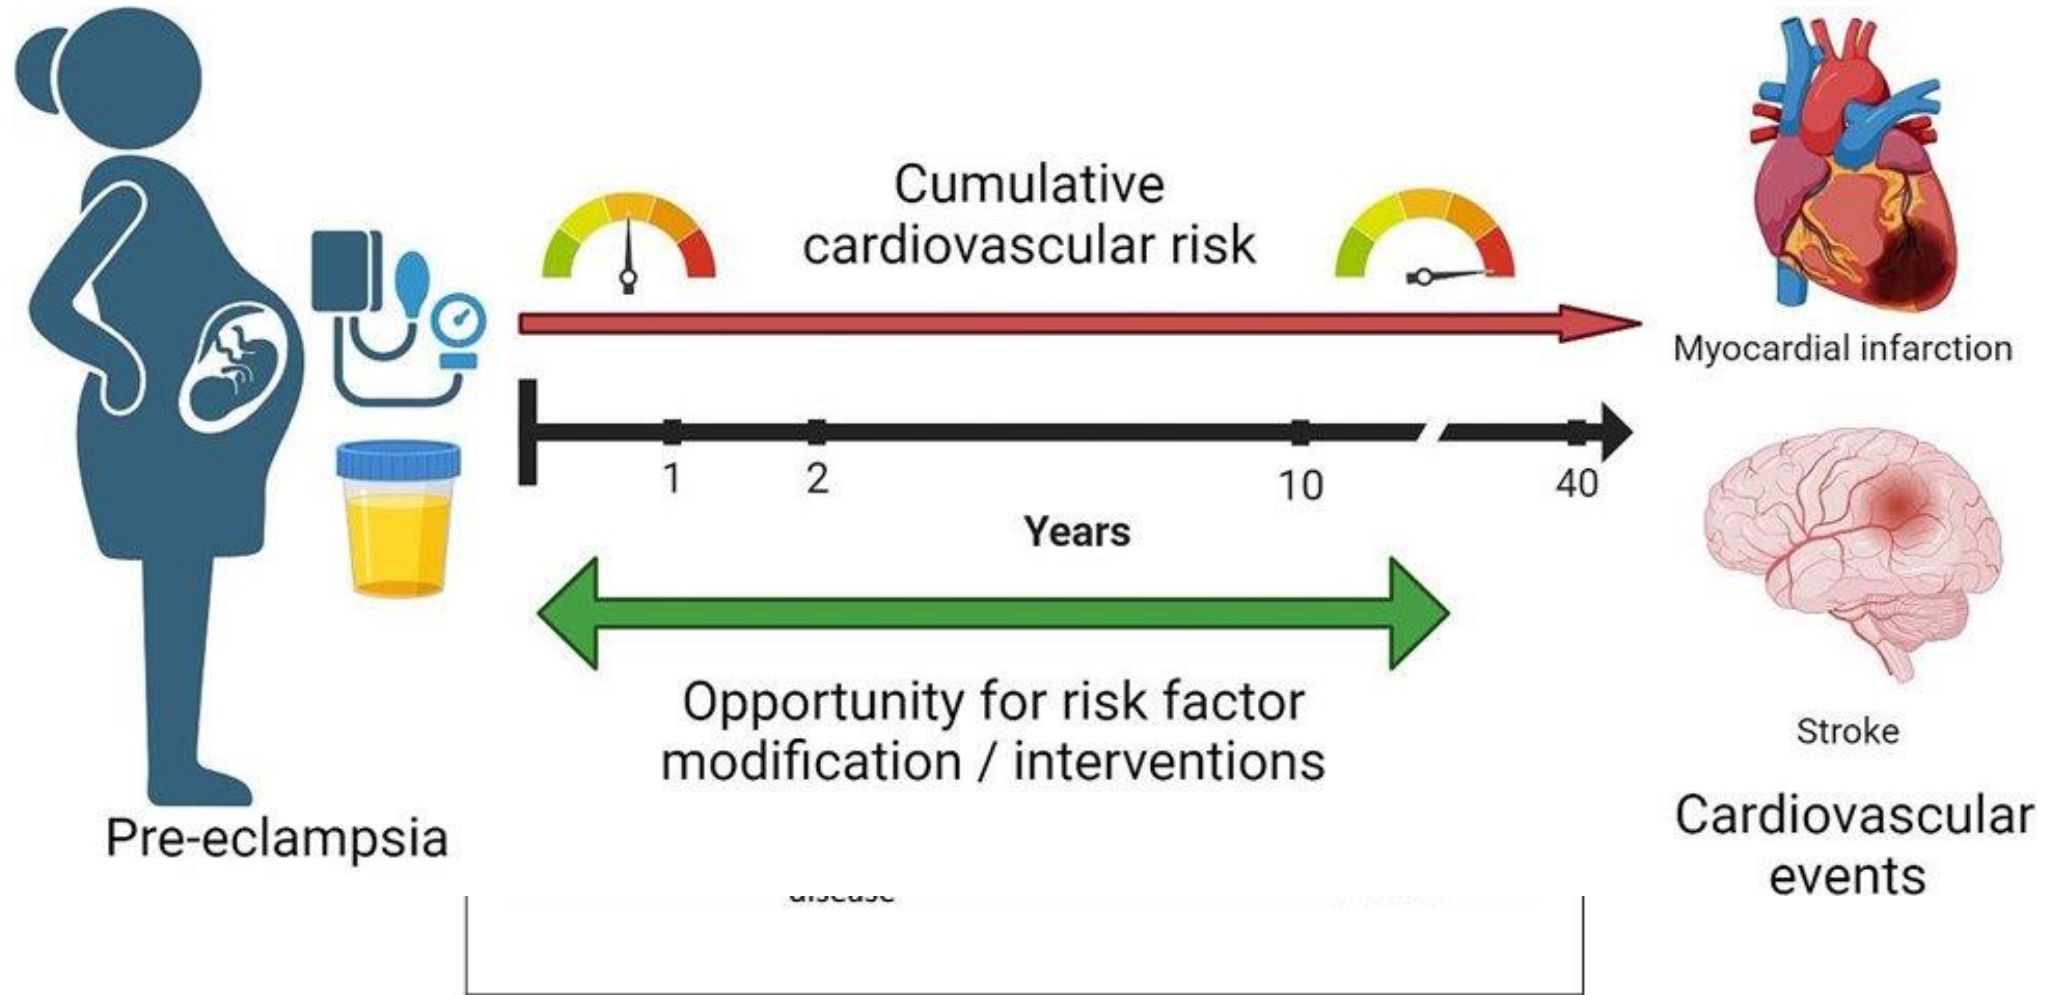 Cumulative
cardiovascular risk
Myocardial infarction
1
2
10
40
Years
Opportunity for risk factor
modification / interventions
Stroke
Pre-eclampsia
Cardiovascular
events
disease